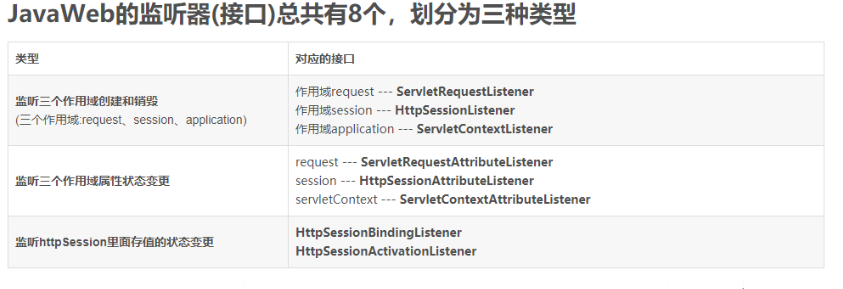 JavaWeb的监听器(接口)总共有8个，划分为三种类型
类型
对应的接口
监听三个作用域创建和销毁
(三个作用域:request、session、application)
作用域request --- ServletRequestListener
作用域session --- HttpSessionListener
作用域application --- ServletContextListener
监听三个作用域属性状态变更
request --- ServletRequestAttributeListener
session --- HttpSessionAttributeListener
servletContext --- ServletContextAttributeListener
监听httpSession里面存值的状态变更
HttpSessionBindingListener
HttpSessionActivationListener